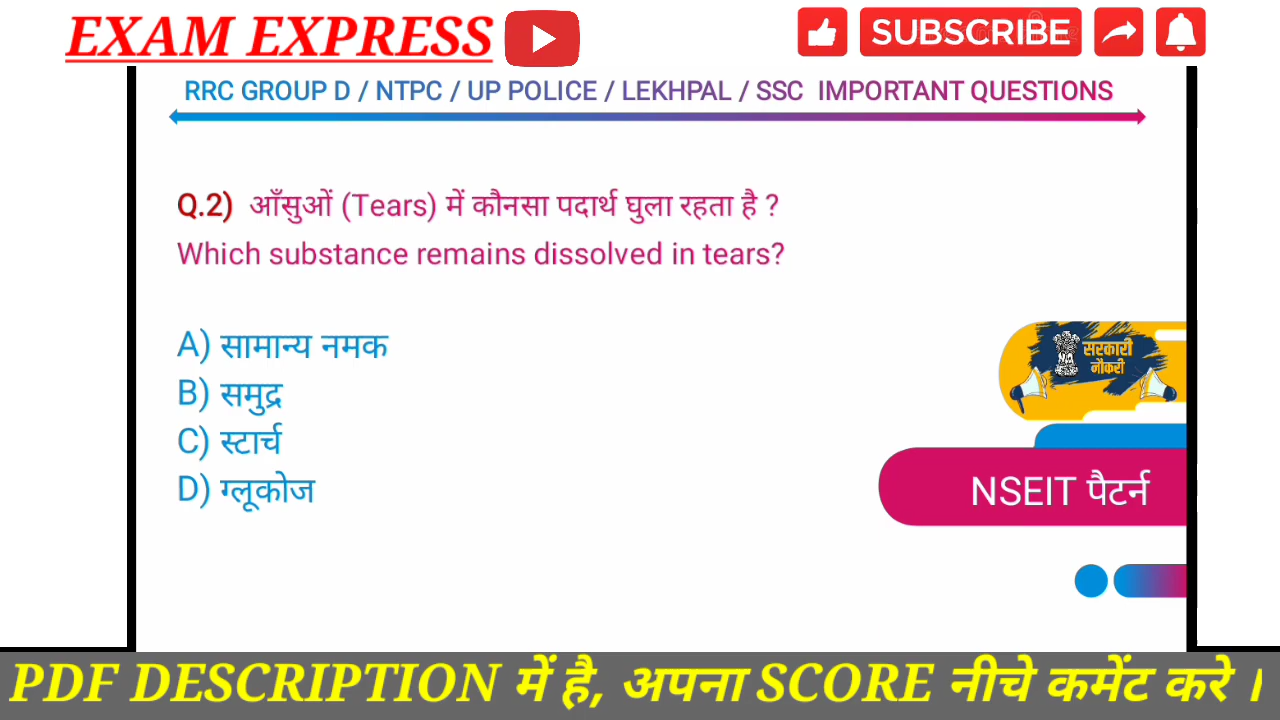 EXAM EXPRESS
SUBSCRIBE
RRC GROUP D / NTPC / UP POLICE / LEKHPAL / SSC IMPORTANT QUESTIONS
Q.2) आँसुओं (Tears) में कौनसा पदार्थ घुला रहता है ?
Which substance remains dissolved in tears?
A) सामान्य नमक
B) समुद्र
C) स्टार्च
D) ग्लूकोज
सरकारी
नौकरी
NSEIT पैटर्न
PDF DESCRIPTION में है, अपना SCORE नीचे कमेंट करे ।